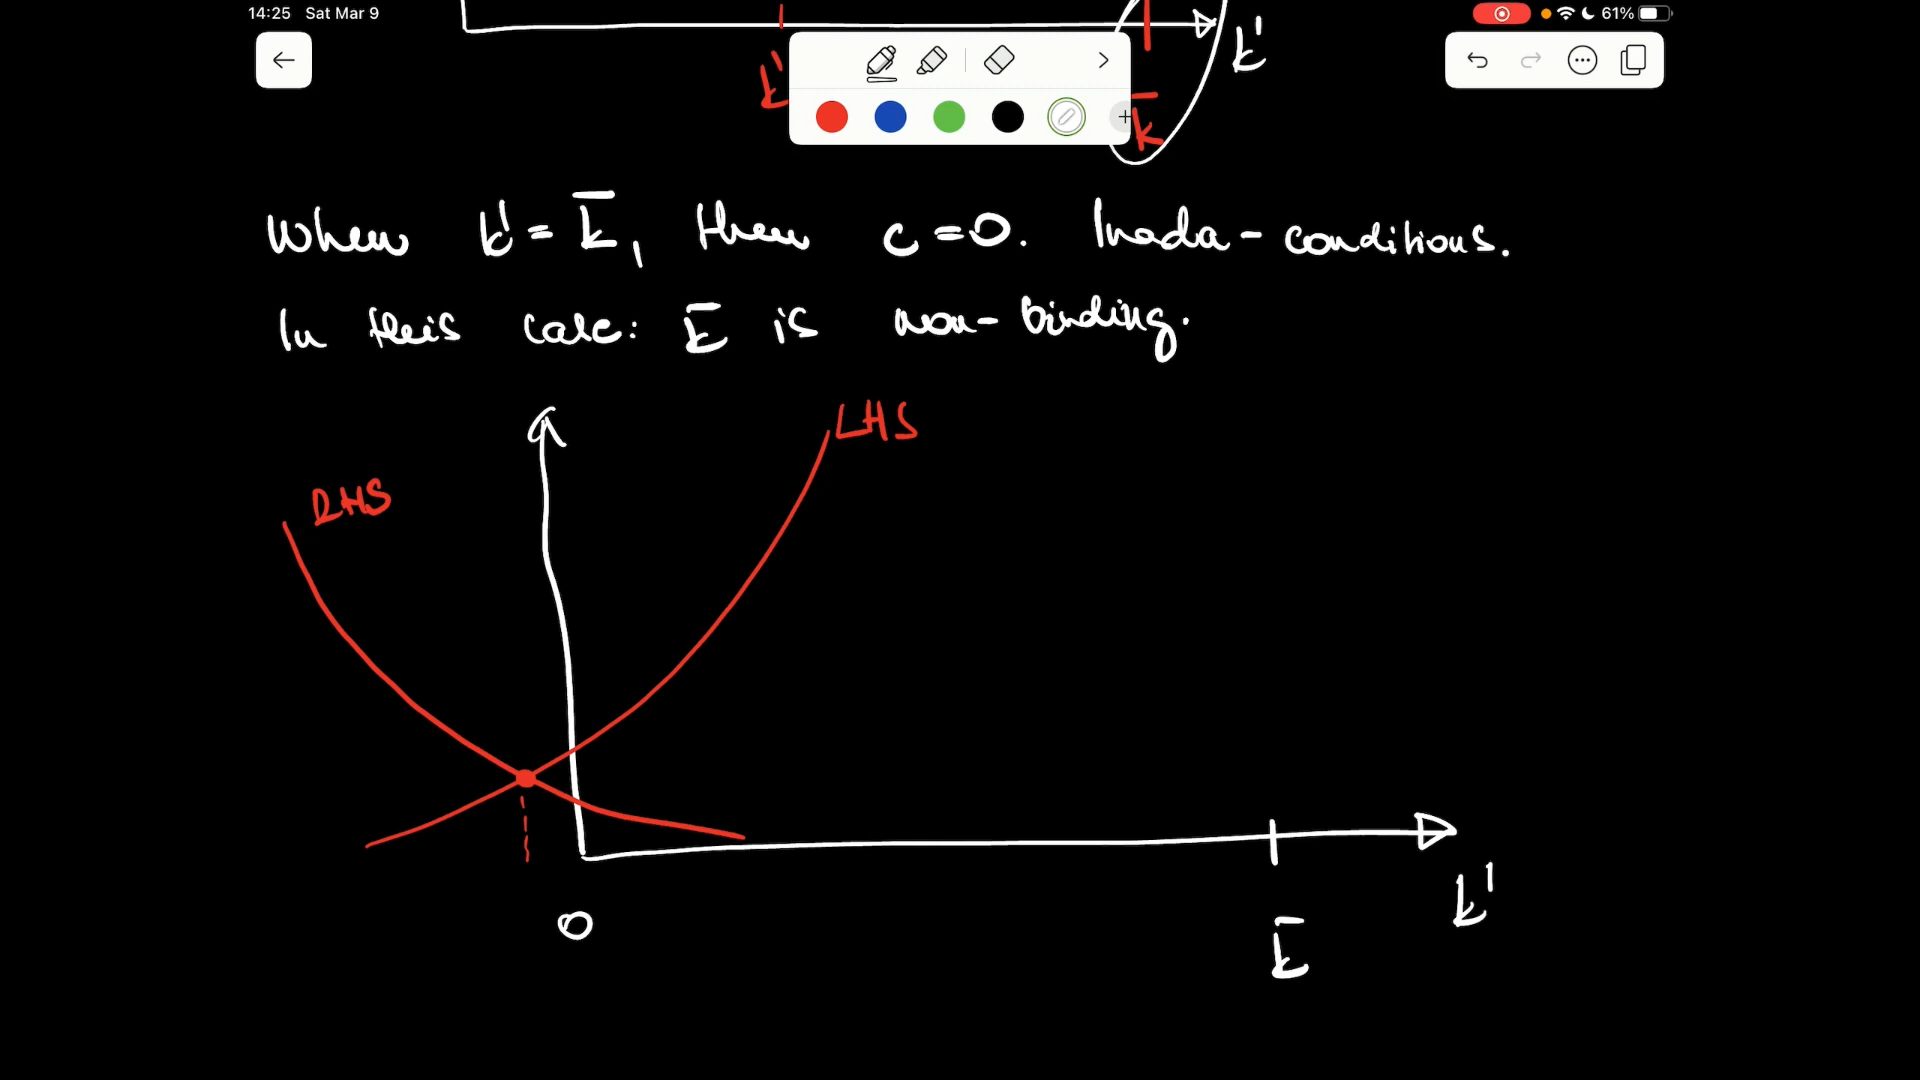 14:25 Sat Mar 9 61%
k'
k'
k̄
When k' = k̄, then c = 0. Inada-conditions.
In this calc: k̄ is non-binding.
LHS
RHS
k'
0
k̄